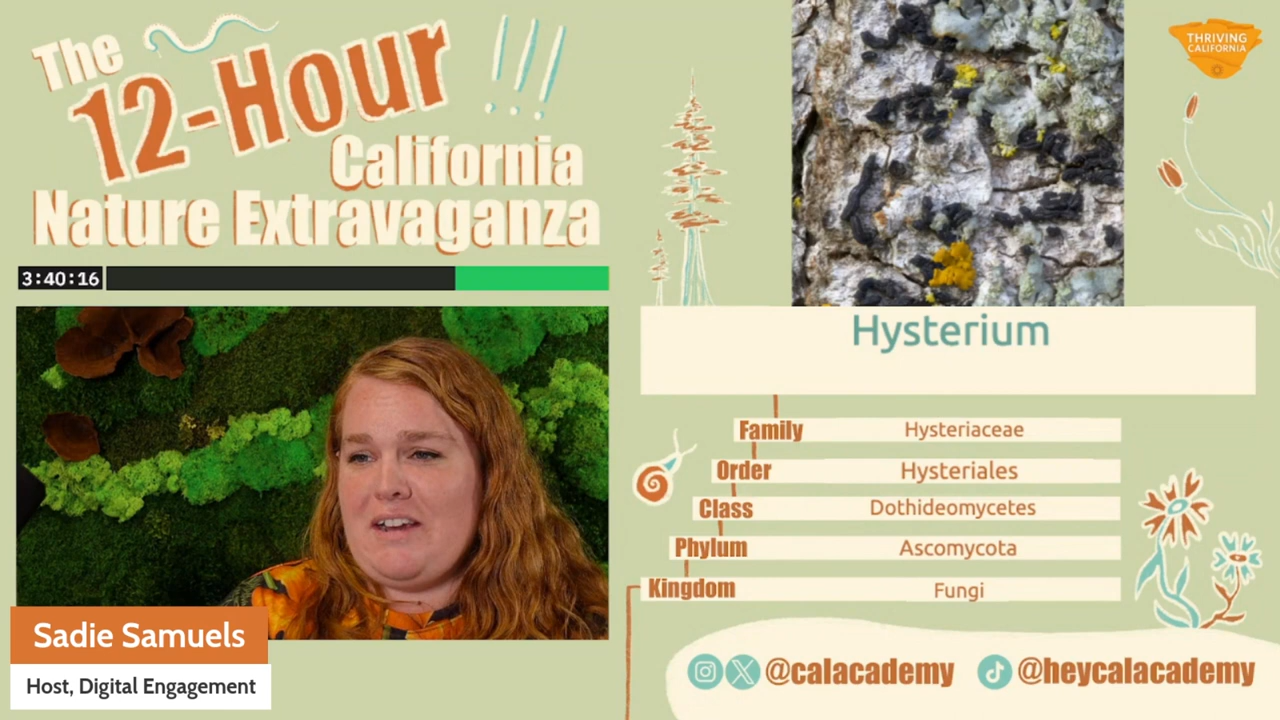 The
12-Hour !!!
California
Nature Extravaganza
3:40:16
Sadie Samuels
Host, Digital Engagement
THRIVING
CALIFORNIA
Hysterium
Family Hysteriaceae
Order Hysteriales
Class Dothideomycetes
Phylum Ascomycota
Kingdom Fungi
@calacademy @heycalacademy